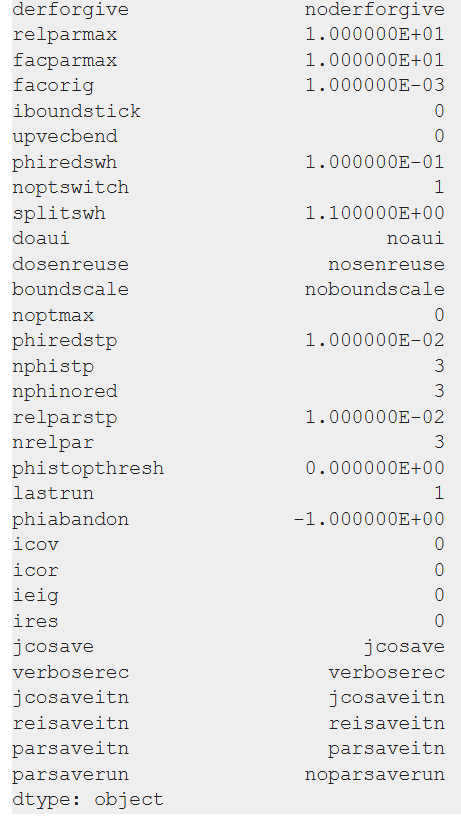 derforgive noderforgive
relparmax 1.000000E+01
facparmax 1.000000E+01
facorig 1.000000E-03
iboundstick 0
upvecbend 0
phiredswh 1.000000E-01
noptswitch 1
splitswh 1.100000E+00
doaui noaui
dosenreuse nosenreuse
boundscale noboundscale
noptmax 0
phiredstp 1.000000E-02
nphistp 3
nphinored 3
relparstp 1.000000E-02
nrelpar 3
phistopthresh 0.000000E+00
lastrun 1
phiabandon -1.000000E+00
icov 0
icor 0
ieig 0
ires 0
jcosave jcosave
verboserec verboserec
jcosaveitn jcosaveitn
reisaveitn reisaveitn
parsaveitn parsaveitn
parsaverun noparsaverun
dtype: object